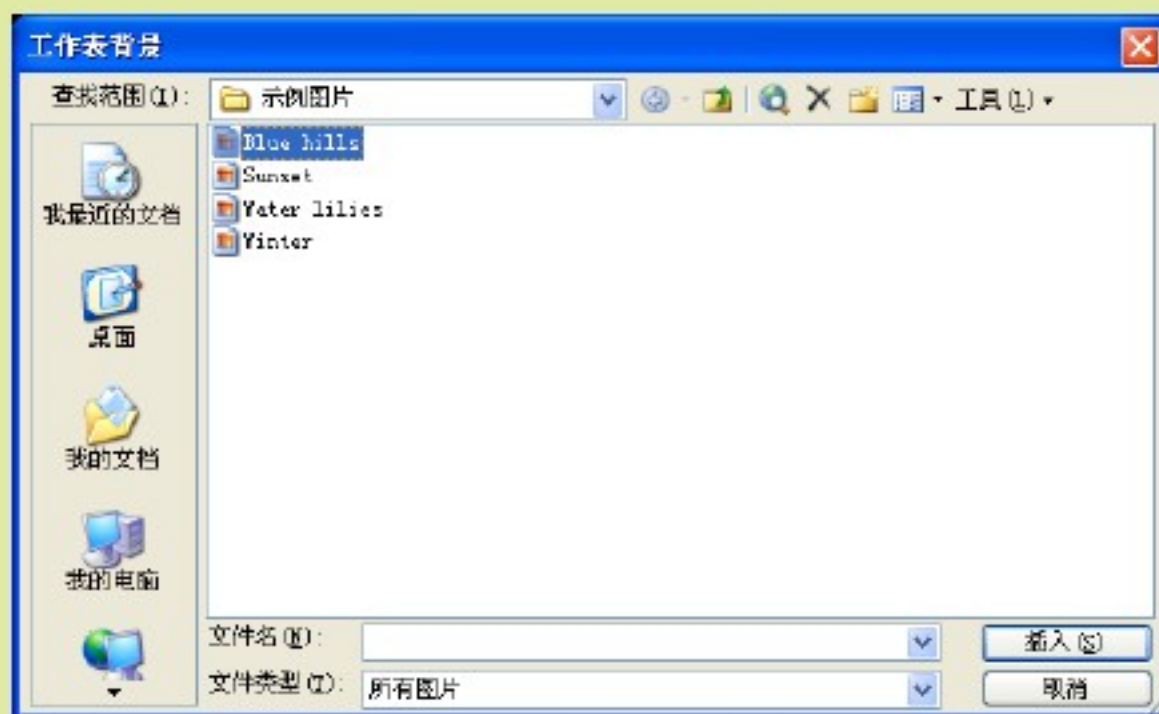 工作表背景
查找范围(I):
示例图片
工具(L)
Blue hills
Sunset
Water lilies
Winter
我最近的文档
桌面
我的文档
我的电脑
文件名(N):
插入(S)
文件类型(T):
所有图片
取消